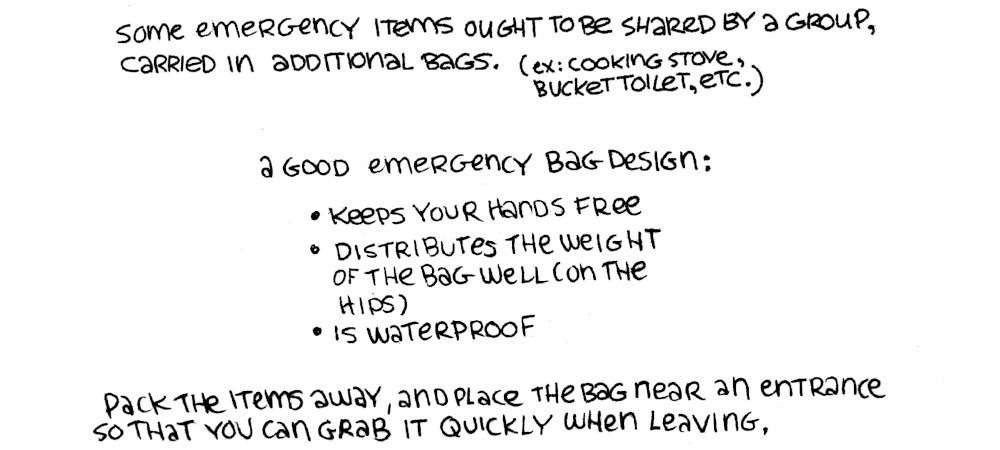 some emergency items ought to be shared by a group,
carried in additional bags. (ex: cooking stove,
bucket toilet, etc.)
a good emergency bag design:
• keeps your hands free
• distributes the weight
of the bag well (on the
hips)
• is waterproof
pack the items away, and place the bag near an entrance
so that you can grab it quickly when leaving.